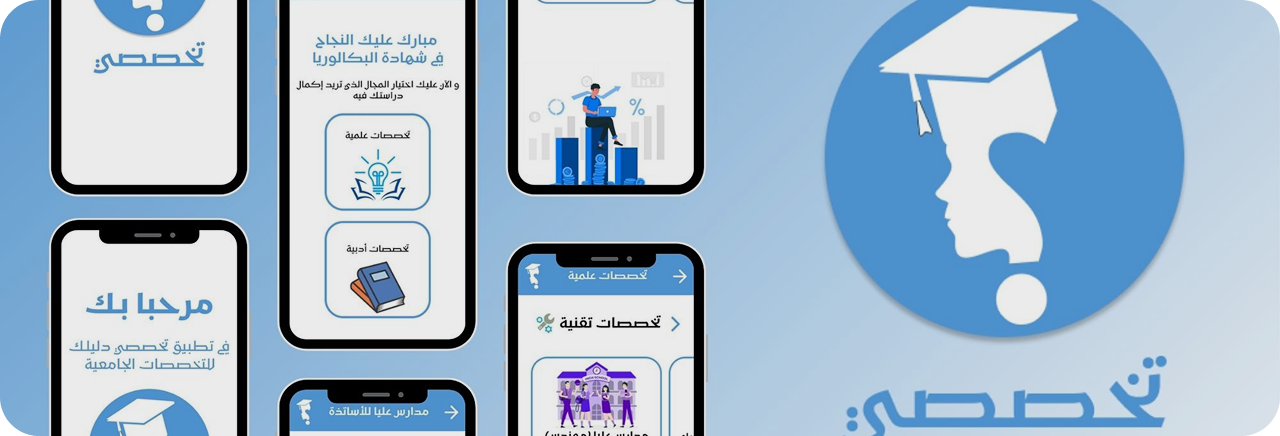 تخصصي
مبارك عليك النجاح
في شهادة البكالوريا
و الآن عليك اختيار المجال الذي تريد إكمال
دراستك فيه
تخصصات علمية
تخصصات أدبية
%
تخصصات علمية
تخصصات تقنية
مرحبا بك
في تطبيق تخصصي دليلك
للتخصصات الجامعية
مدارس عليا للأساتذة
تخصصي